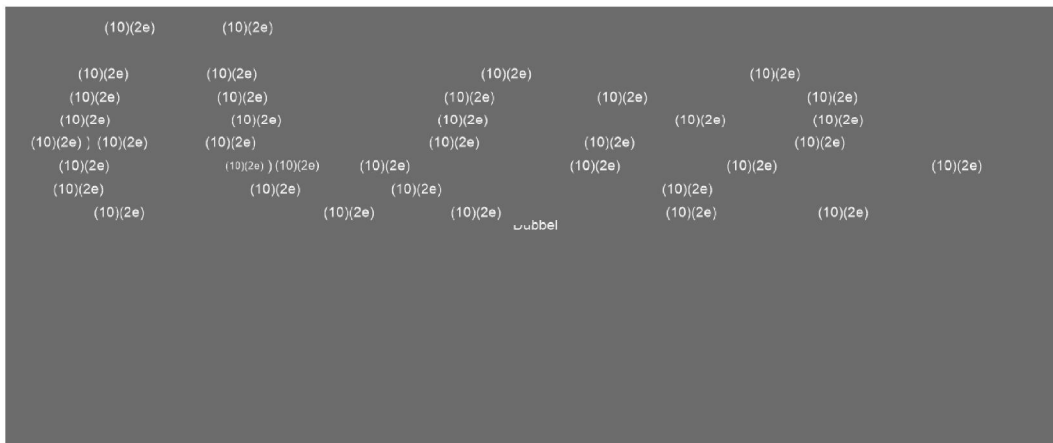 (10)(2e) (10)(2e)
(10)(2e) (10)(2e) (10)(2e) (10)(2e)
(10)(2e) (10)(2e) (10)(2e) (10)(2e) (10)(2e)
(10)(2e) (10)(2e) (10)(2e) (10)(2e) (10)(2e)
(10)(2e) ) (10)(2e) (10)(2e) (10)(2e) (10)(2e) (10)(2e)
(10)(2e) (10)(2e) ) (10)(2e) (10)(2e) (10)(2e) (10)(2e) (10)(2e)
(10)(2e) (10)(2e) (10)(2e) (10)(2e)
(10)(2e) (10)(2e) (10)(2e) (10)(2e) (10)(2e)
Dubbel